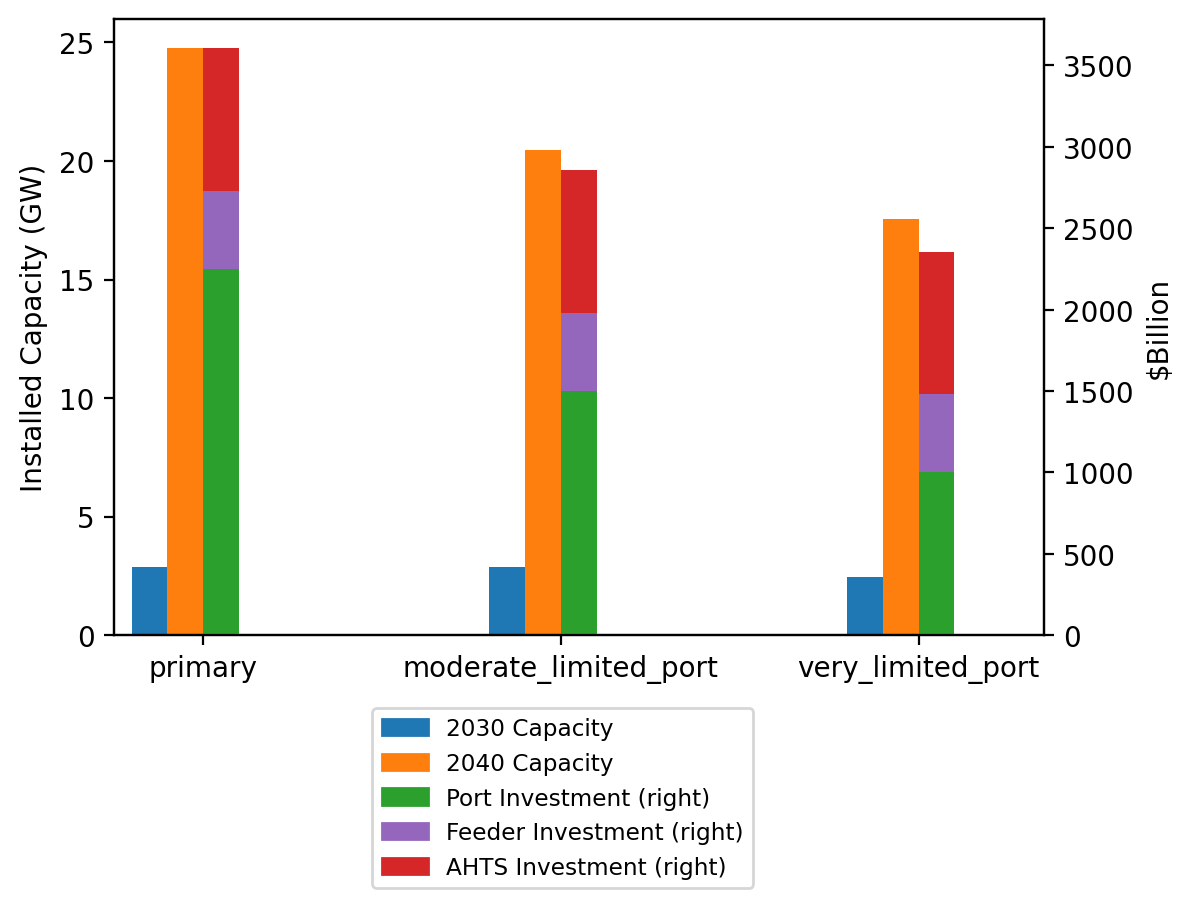 Installed Capacity (GW)
25
20
15
10
5
0
3500
3000
2500
2000
1500
1000
500
0
$Billion
primary
moderate_limited_port
very_limited_port
2030 Capacity
2040 Capacity
Port Investment (right)
Feeder Investment (right)
AHTS Investment (right)